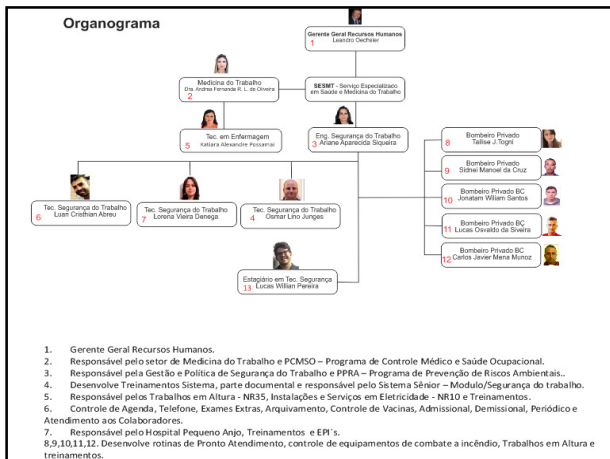 Organograma
Gerente Geral Recursos Humanos
Leandro Oechsler
1
Medicina do Trabalho
Dra. Andrea Fernanda R. L. de Oliveira
2
SESMT - Serviço Especializado
em Saúde e Medicina do Trabalho
Tec. em Enfermagem
Katiara Alexandre Possamai
5
Eng. Segurança do Trabalho
Ariane Aparecida Siqueira
3
Bombeiro Privado
Tailise J.Togni
8
Bombeiro Privado
Sidnei Manoel da Cruz
9
Bombeiro Privado BC
Jonatam Wiliam Santos
10
Bombeiro Privado BC
Lucas Osvaldo da Siveira
11
Bombeiro Privado BC
Carlos Javier Mena Munoz
12
Tec. Segurança do Trabalho
Luan Cristhian Abreu
6
Tec. Segurança do Trabalho
Lorena Vieira Danega
7
Tec. Segurança do Trabalho
Osmar Lino Junges
4
Estagiário em Tec. Segurança
Lucas Willian Pereira
13
1. Gerente Geral Recursos Humanos.
2. Responsável pelo setor de Medicina do Trabalho e PCMSO – Programa de Controle Médico e Saúde Ocupacional.
3. Responsável pela Gestão e Política de Segurança do Trabalho e PPRA – Programa de Prevenção de Riscos Ambientais..
4. Desenvolve Treinamentos Sistema, parte documental e responsável pelo Sistema Sênior – Modulo/Segurança do trabalho.
5. Responsável pelos Trabalhos em Altura - NR35, Instalações e Serviços em Eletricidade - NR10 e Treinamentos.
6. Controle de Agenda, Telefone, Exames Extras, Arquivamento, Controle de Vacinas, Admissional, Demissional, Periódico e
Atendimento aos Colaboradores.
7. Responsável pelo Hospital Pequeno Anjo, Treinamentos e EPI´s.
8,9,10,11,12. Desenvolve rotinas de Pronto Atendimento, controle de equipamentos de combate a incêndio, Trabalhos em Altura e
treinamentos.